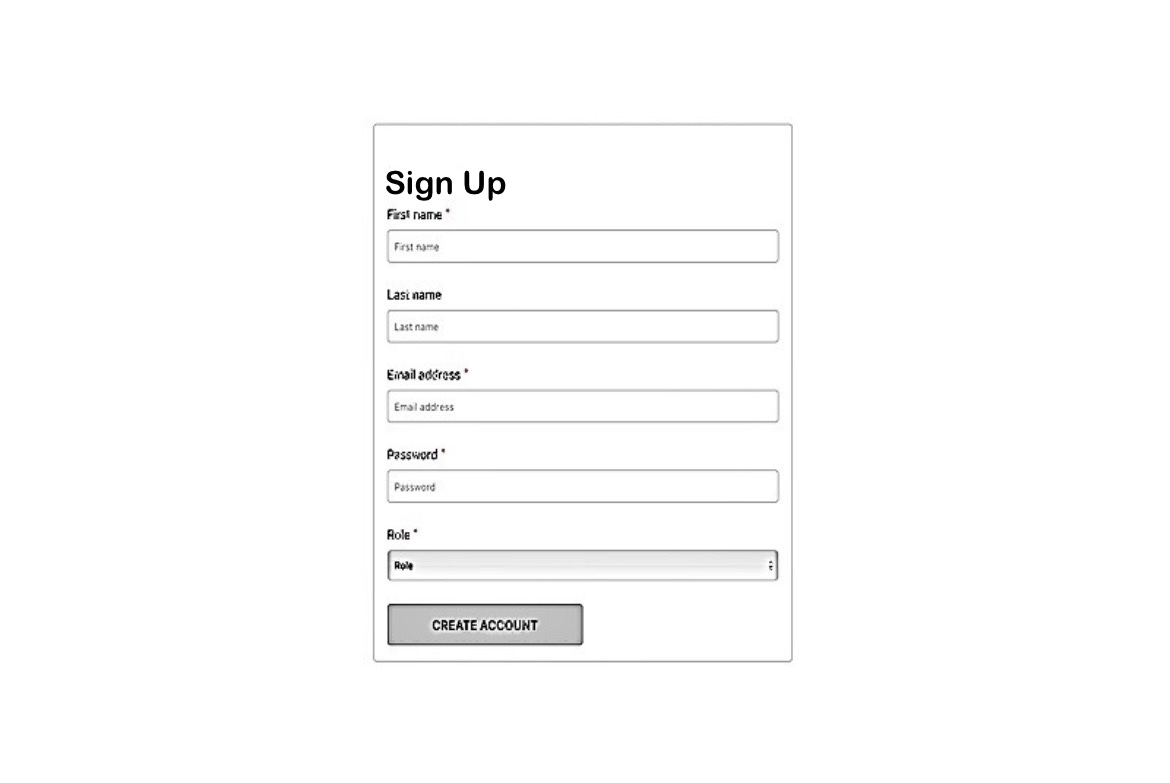 Sign Up
First name *
First name
Last name
Last name
Email address *
Email address
Password *
Password
Role *
Role
CREATE ACCOUNT